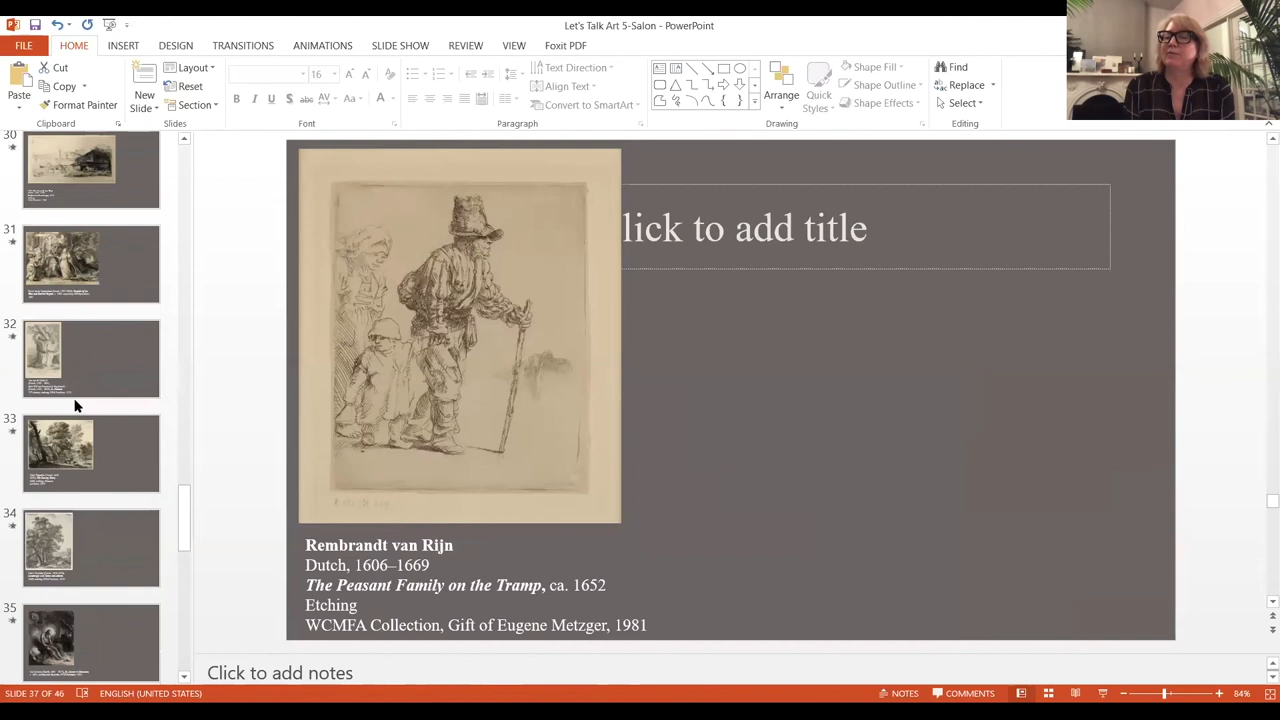 Let's Talk Art 5-Salon - PowerPoint
FILE HOME INSERT DESIGN TRANSITIONS ANIMATIONS SLIDE SHOW REVIEW VIEW Foxit PDF
Paste
Cut
Copy
Format Painter
Clipboard
New Slide
Layout
Reset
Section
Slides
16
Font
Text Direction
Align Text
Convert to SmartArt
Paragraph
Arrange
Quick Styles
Shape Fill
Shape Outline
Shape Effects
Drawing
Find
Replace
Select
Editing
30
31
32
33
34
35
lick to add title
Rembrandt van Rijn
Dutch, 1606–1669
The Peasant Family on the Tramp, ca. 1652
Etching
WCMFA Collection, Gift of Eugene Metzger, 1981
Click to add notes
SLIDE 37 OF 46 ENGLISH (UNITED STATES) NOTES COMMENTS 84%